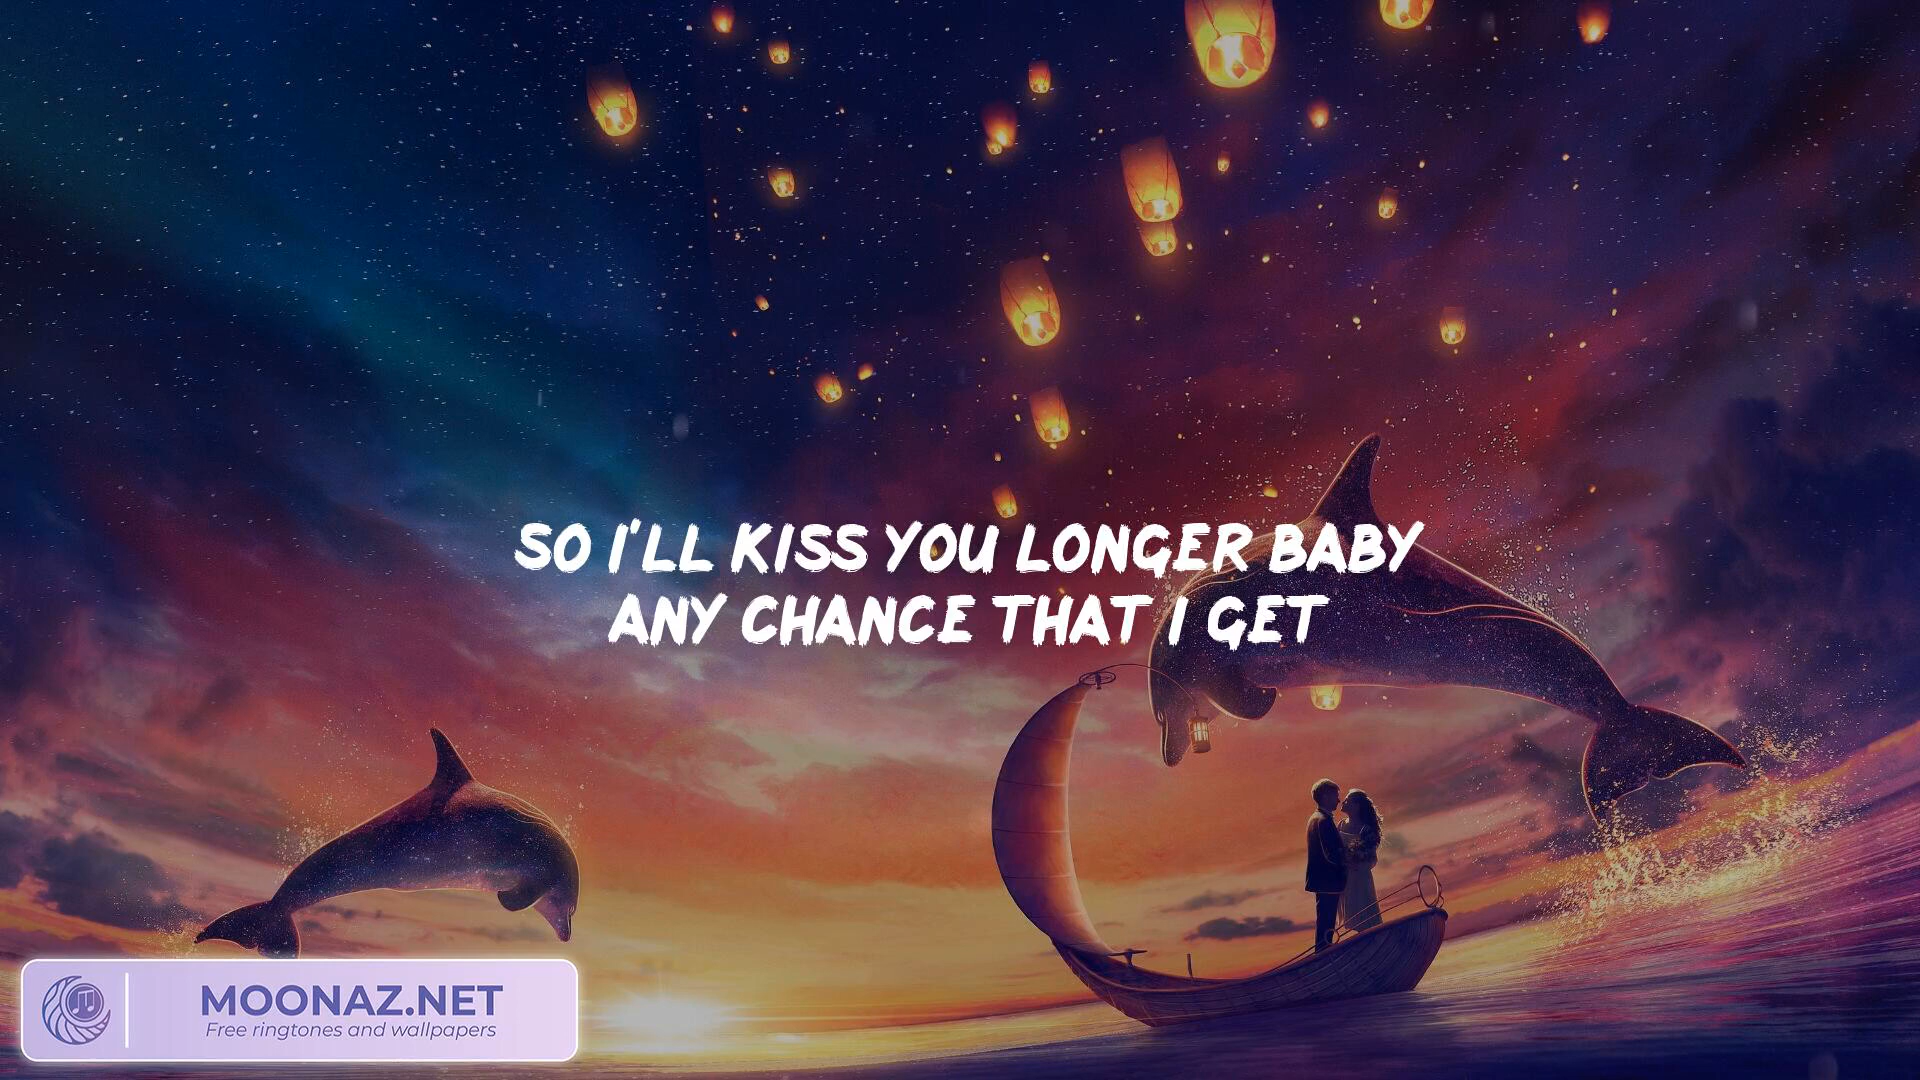 SO I'LL KISS YOU LONGER BABY
ANY CHANCE THAT I GET
MOONAZ.NET
Free ringtones and wallpapers